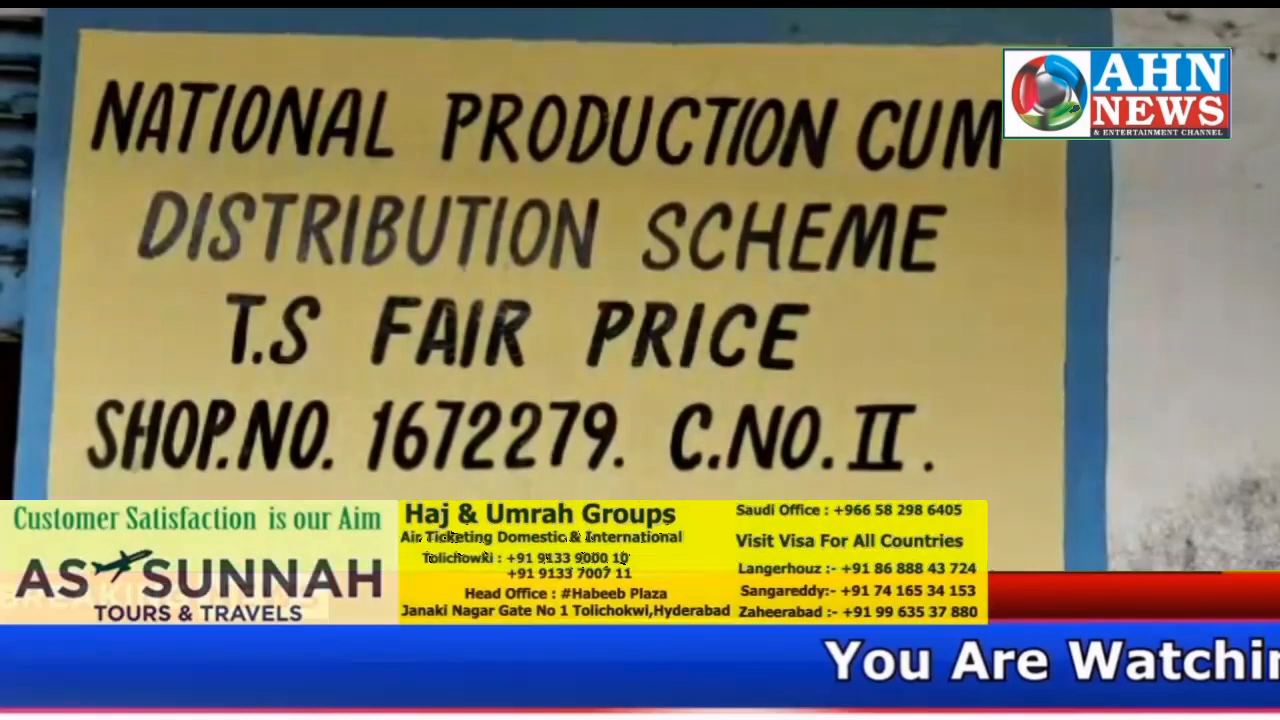 NATIONAL PRODUCTION CUM
DISTRIBUTION SCHEME
T.S FAIR PRICE
SHOP.NO. 1672279. C.NO. II.
AHN
NEWS
& ENTERTAINMENT CHANNEL
Customer Satisfaction is our Aim
AS SUNNAH
TOURS & TRAVELS
Haj & Umrah Groups
Air Ticketing Domestic & International
Tolichowki : +91 9133 9000 10
+91 9133 7007 11
Head Office : #Habeeb Plaza
Janaki Nagar Gate No 1 Tolichokwi,Hyderabad
Saudi Office : +966 58 298 6405
Visit Visa For All Countries
Langerhouz :- +91 86 888 43 724
Sangareddy:- +91 74 165 34 153
Zaheerabad :- +91 99 635 37 880
You Are Watchin